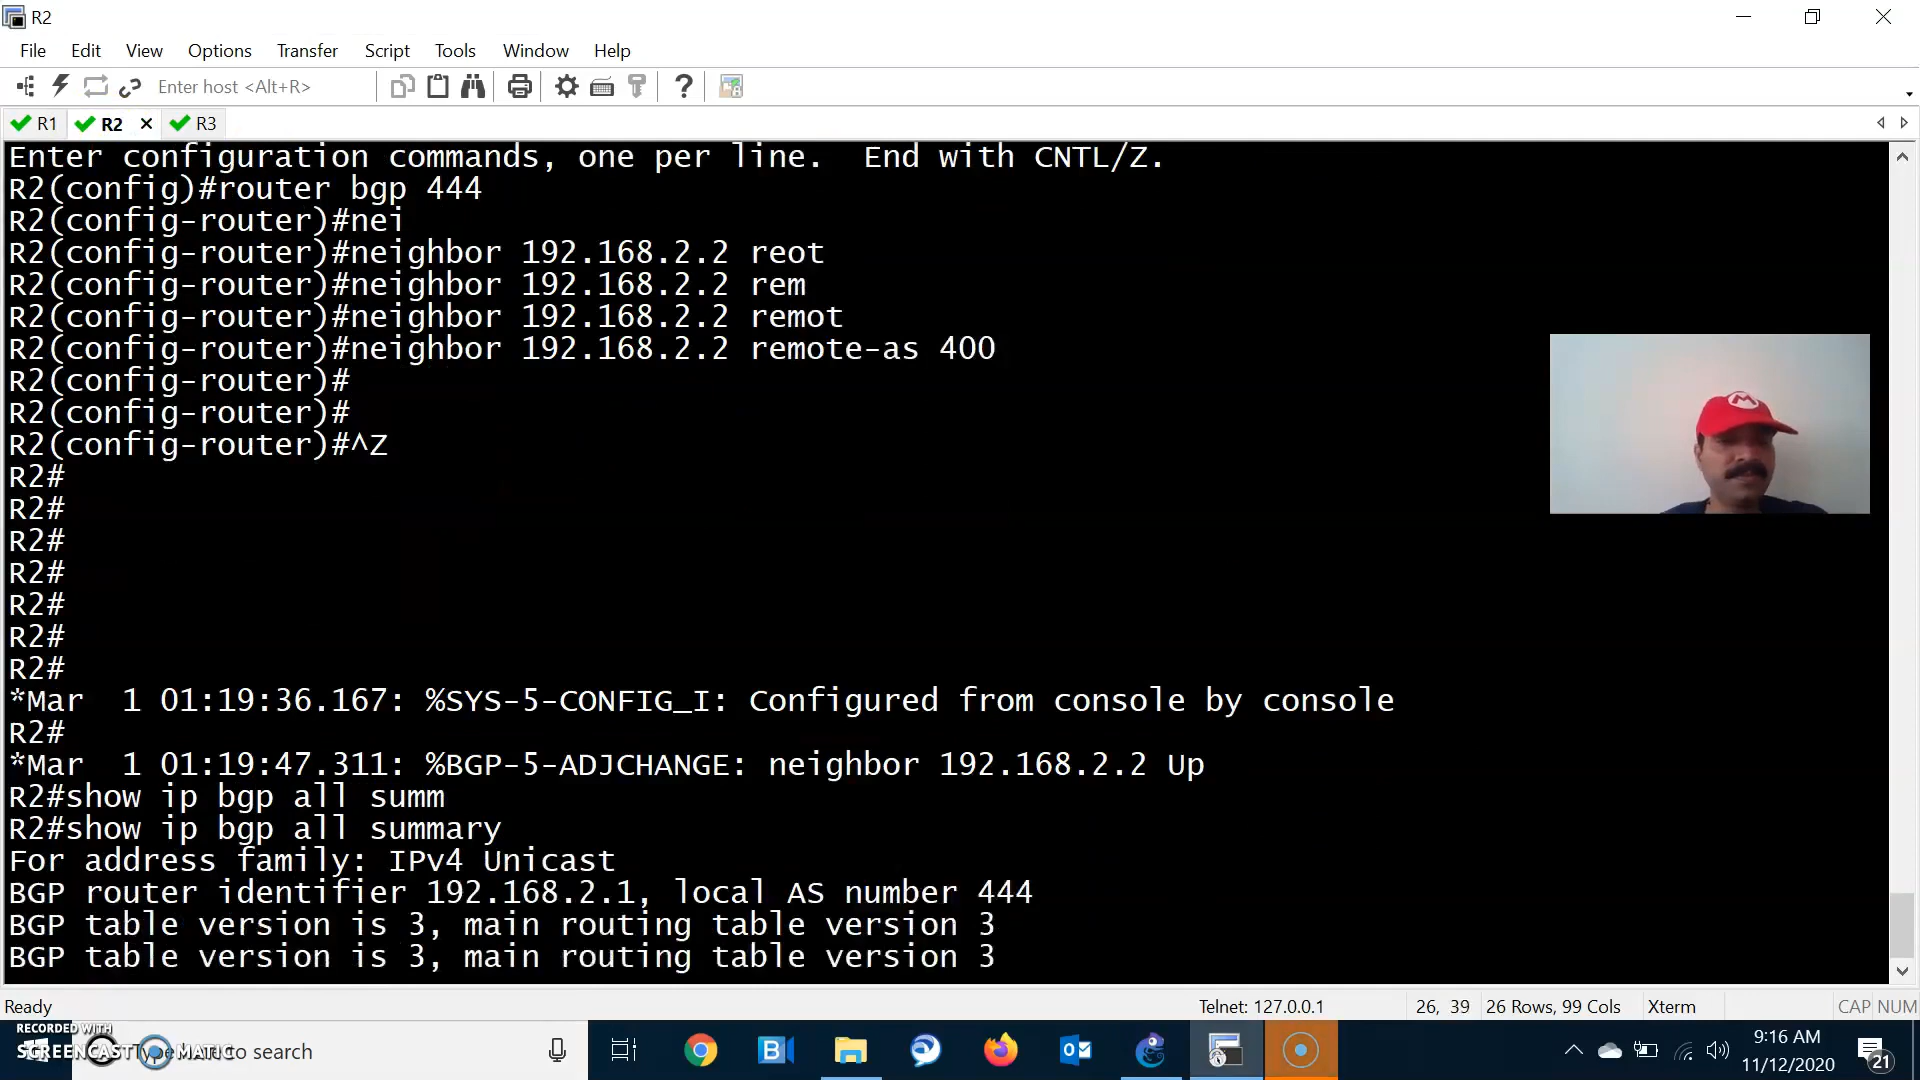 R2
File Edit View Options Transfer Script Tools Window Help
Enter host <Alt+R>
R1 R2 R3
Enter configuration commands, one per line.  End with CNTL/Z.
R2(config)#router bgp 444
R2(config-router)#nei
R2(config-router)#neighbor 192.168.2.2 reot
R2(config-router)#neighbor 192.168.2.2 rem
R2(config-router)#neighbor 192.168.2.2 remot
R2(config-router)#neighbor 192.168.2.2 remote-as 400
R2(config-router)#
R2(config-router)#
R2(config-router)#^Z
R2#
R2#
R2#
R2#
R2#
R2#
R2#
*Mar  1 01:19:36.167: %SYS-5-CONFIG_I: Configured from console by console
R2#
*Mar  1 01:19:47.311: %BGP-5-ADJCHANGE: neighbor 192.168.2.2 Up
R2#show ip bgp all summ
R2#show ip bgp all summary
For address family: IPv4 Unicast
BGP router identifier 192.168.2.1, local AS number 444
BGP table version is 3, main routing table version 3
BGP table version is 3, main routing table version 3
Ready Telnet: 127.0.0.1 26, 39 26 Rows, 99 Cols Xterm CAP NUM
RECORDED WITH
SCREENCAST MATIC
to search
9:16 AM
11/12/2020
21